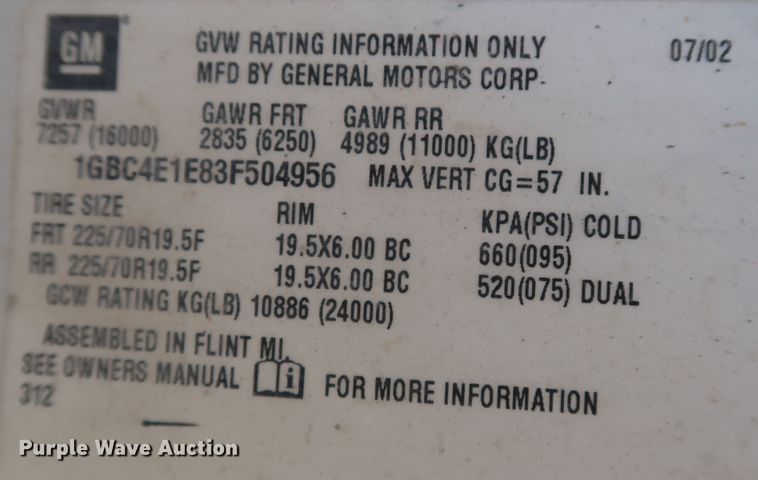 GM
GVW RATING INFORMATION ONLY 07/02
MFD BY GENERAL MOTORS CORP.
GVWR GAWR FRT GAWR RR
7257 (16000) 2835 (6250) 4989 (11000) KG(LB)
1GBC4E1E83F504956 MAX VERT CG=57 IN.
TIRE SIZE RIM KPA(PSI) COLD
FRT 225/70R19.5F 19.5X6.00 BC 660(095)
RR 225/70R19.5F 19.5X6.00 BC 520(075) DUAL
GCW RATING KG(LB) 10886 (24000)
ASSEMBLED IN FLINT MI.
SEE OWNERS MANUAL i FOR MORE INFORMATION
312
Purple Wave Auction